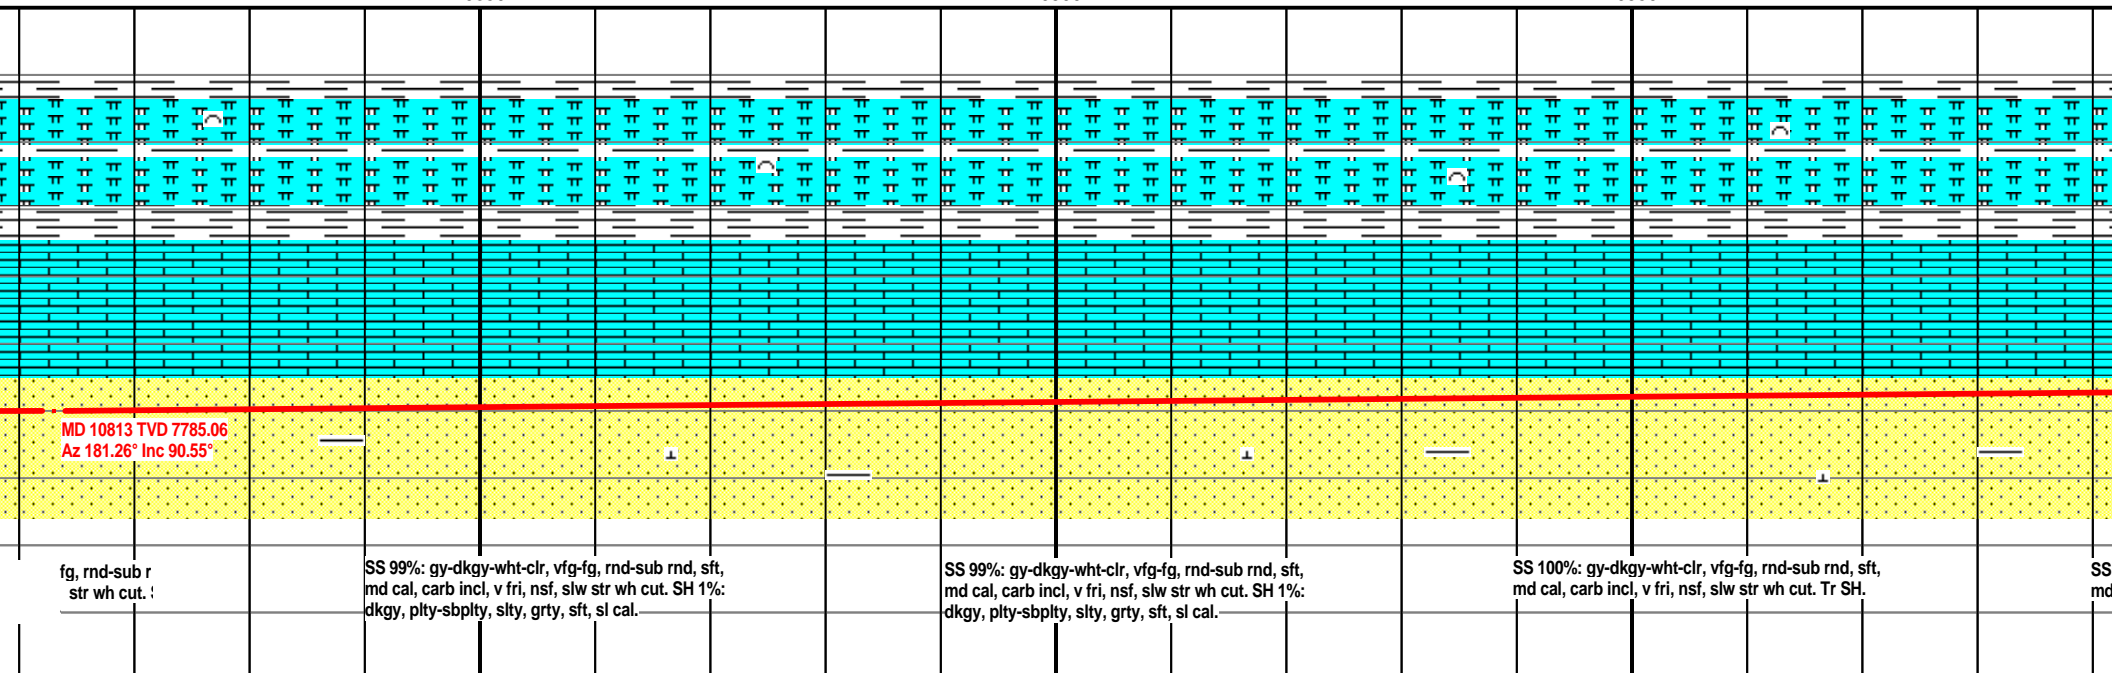 MD 10813 TVD 7785.06
Az 181.26° Inc 90.55°
fg, rnd-sub r
str wh cut.
SS 99%: gy-dkgy-wht-clr, vfg-fg, rnd-sub rnd, sft,
md cal, carb incl, v fri, nsf, slw str wh cut. SH 1%:
dkgy, plty-sbplty, slty, grty, sft, sl cal.
SS 99%: gy-dkgy-wht-clr, vfg-fg, rnd-sub rnd, sft,
md cal, carb incl, v fri, nsf, slw str wh cut. SH 1%:
dkgy, plty-sbplty, slty, grty, sft, sl cal.
SS 100%: gy-dkgy-wht-clr, vfg-fg, rnd-sub rnd, sft,
md cal, carb incl, v fri, nsf, slw str wh cut. Tr SH.
SS
md